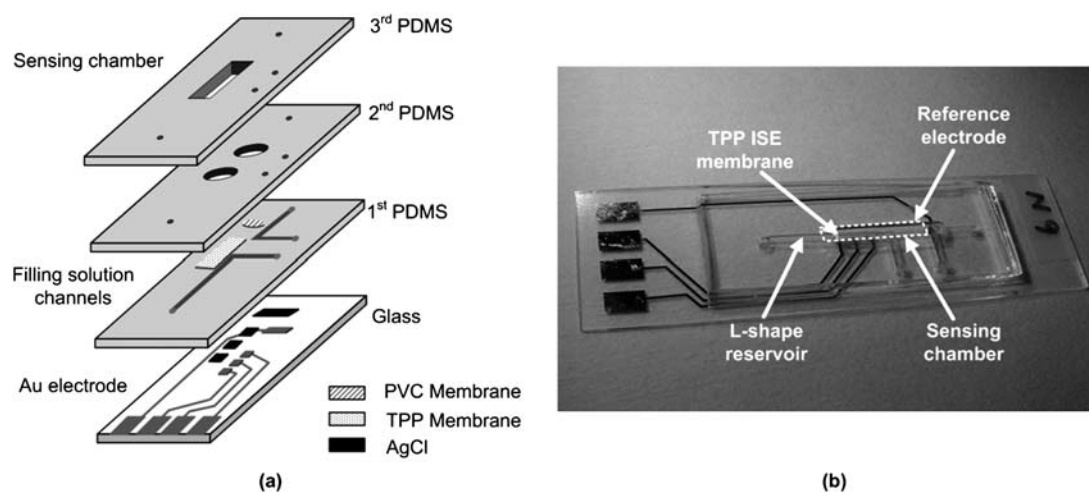 3rd PDMS
Sensing chamber
2nd PDMS
1st PDMS
Filling solution
channels
Glass
Au electrode
PVC Membrane
TPP Membrane
AgCl
(a)
Reference
electrode
TPP ISE
membrane
L-shape
reservoir
Sensing
chamber
N
6
(b)